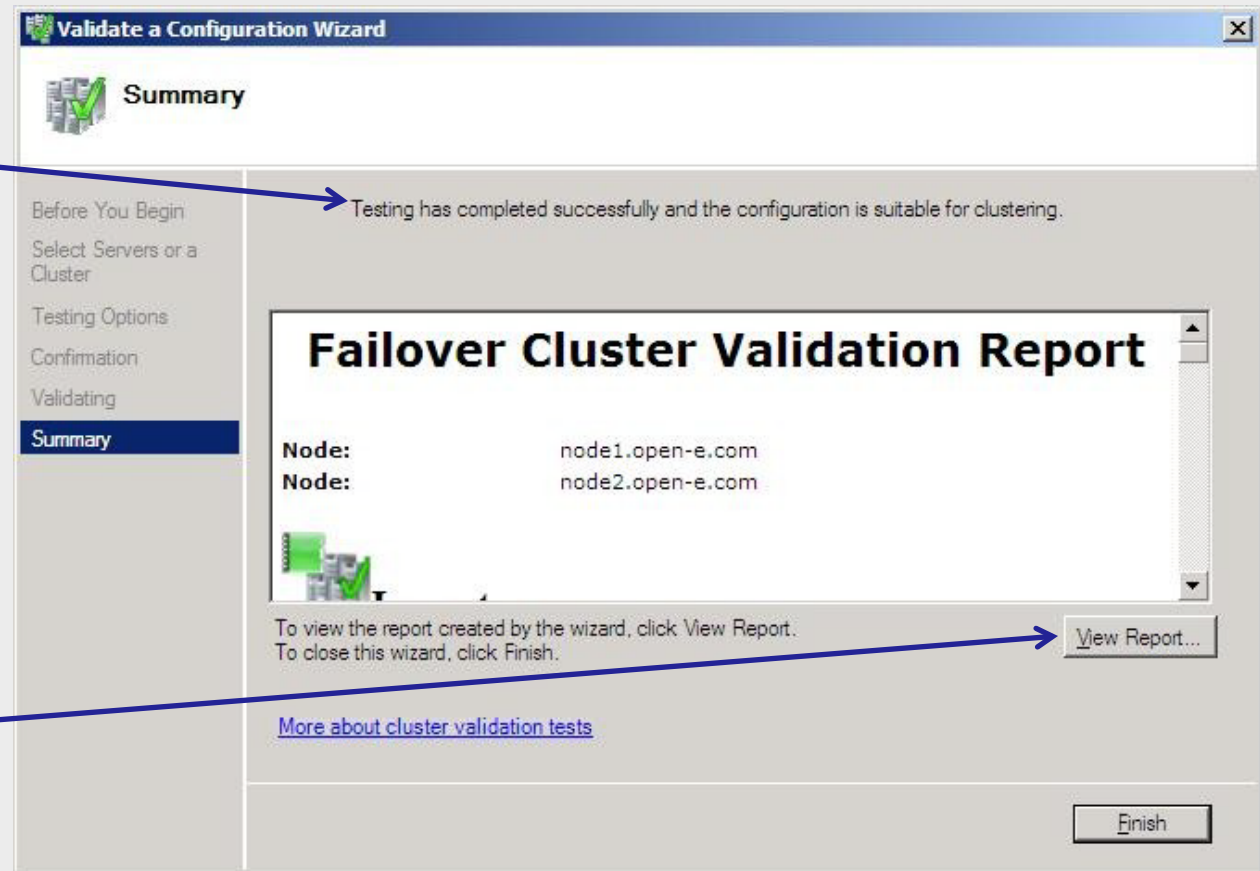 Validate a Configuration Wizard
Summary
Before You Begin
Select Servers or a
Cluster
Testing Options
Confirmation
Validating
Summary
Testing has completed successfully and the configuration is suitable for clustering.
Failover Cluster Validation Report
Node: node1.open-e.com
Node: node2.open-e.com
To view the report created by the wizard, click View Report.
To close this wizard, click Finish.
View Report...
More about cluster validation tests
Finish